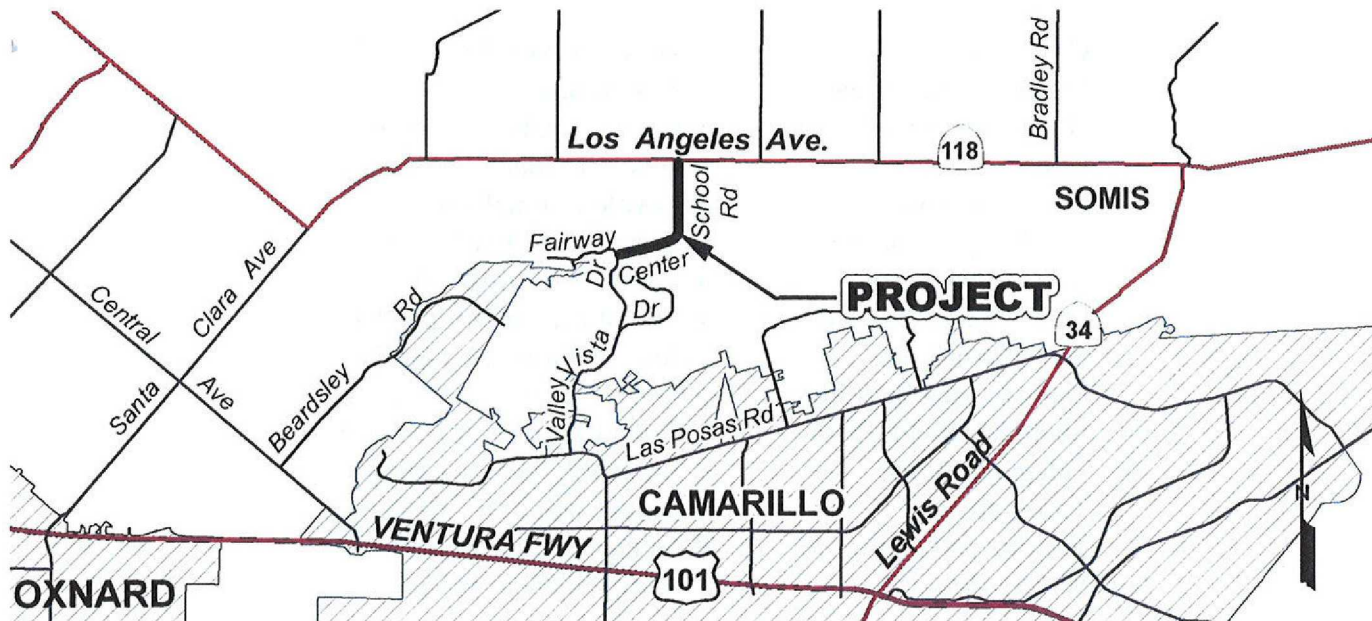 Bradley Rd
Los Angeles Ave.
118
School
Rd
SOMIS
Fairway
Dr
Center
Dr
PROJECT
Clara Ave
Santa
Central
Ave
Beardsley
Rd
34
Valley Vista
Las Posas Rd
CAMARILLO
Lewis Road
N
VENTURA FWY
101
OXNARD